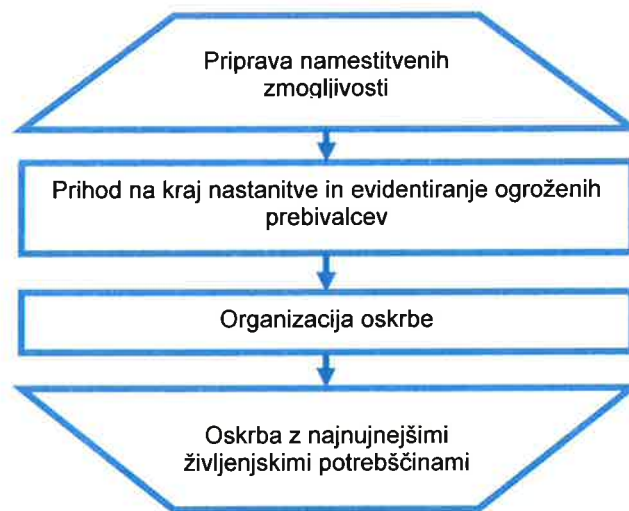 Priprava namestitvenih
zmogljivosti
Prihod na kraj nastanitve in evidentiranje ogroženih
prebivalcev
Organizacija oskrbe
Oskrba z najnujnejšimi
življenjskimi potrebščinami